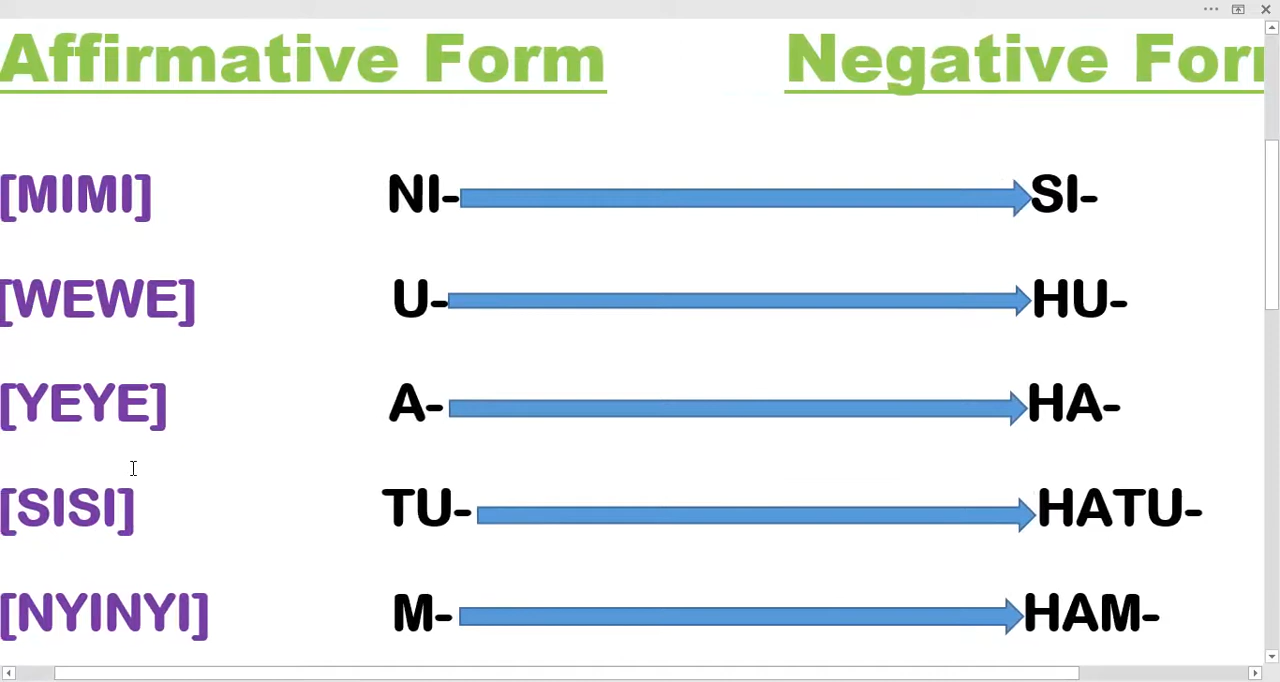 Affirmative Form Negative For
[MIMI] NI- SI-
[WEWE] U- HU-
[YEYE] A- HA-
[SISI] TU- HATU-
[NYINYI] M- HAM-